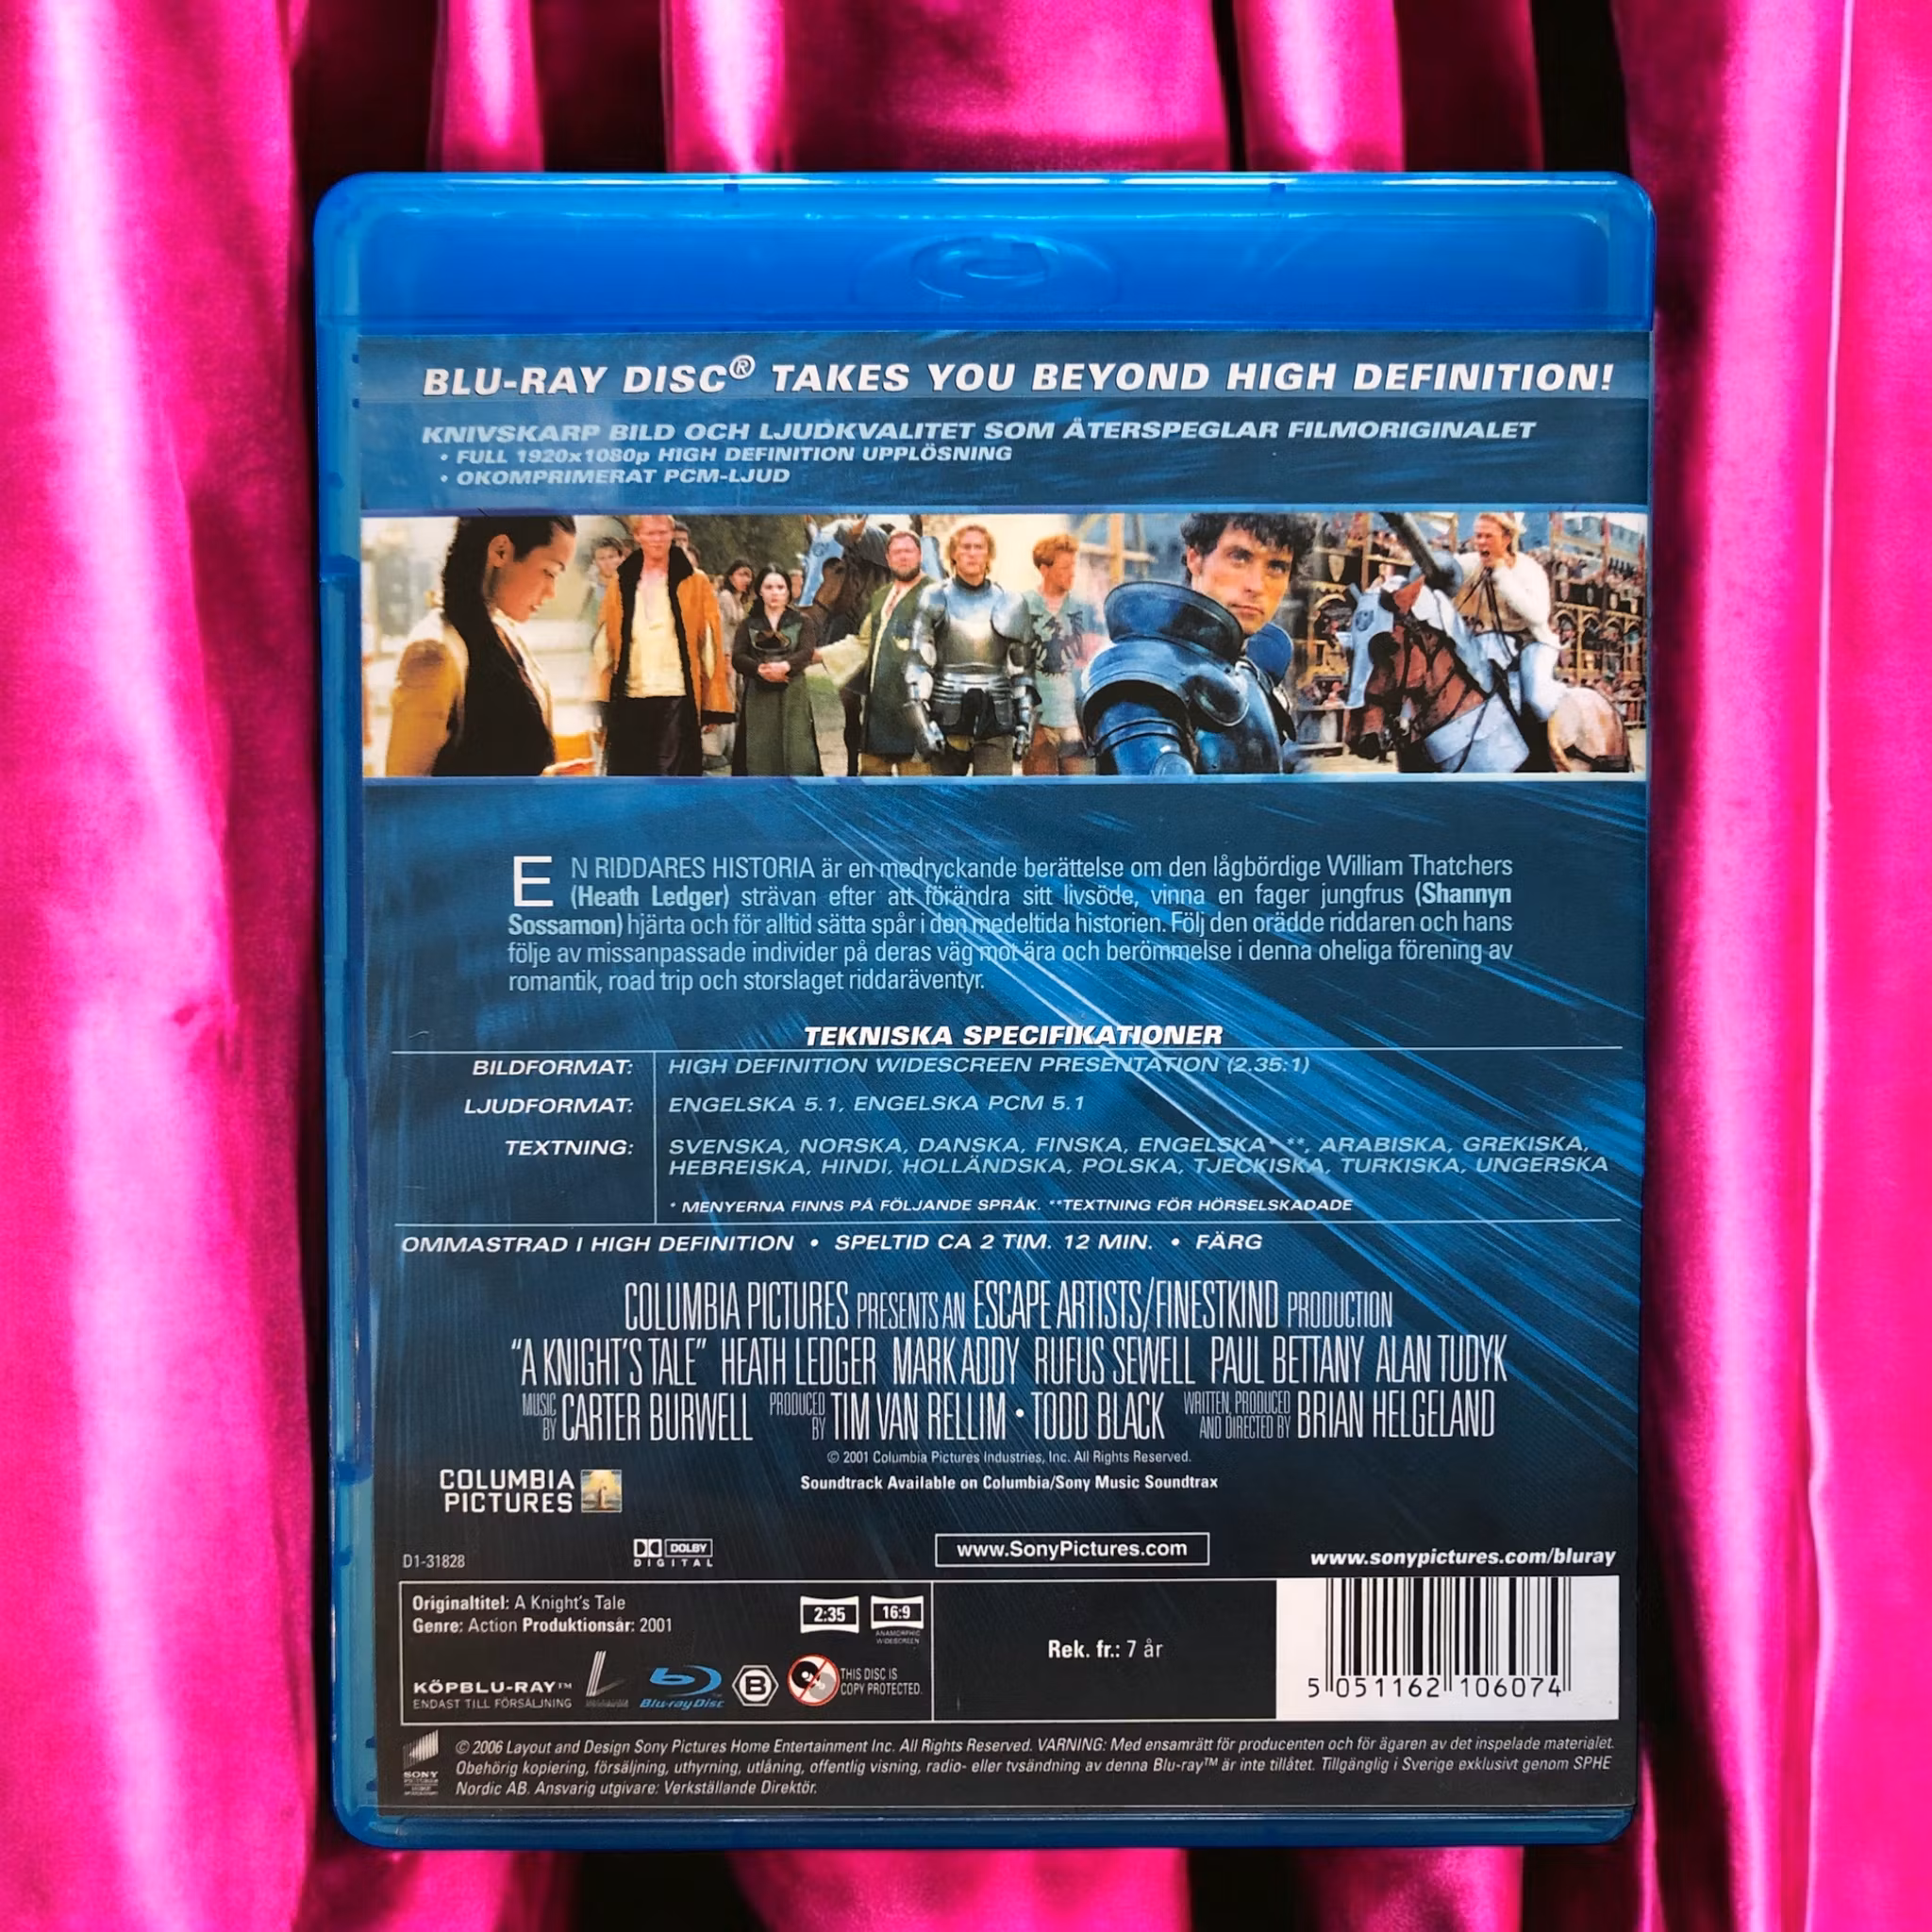 BLU-RAY DISC® TAKES YOU BEYOND HIGH DEFINITION!
KNIVSKARP BILD OCH LJUDKVALITET SOM ÅTERSPEGLAR FILMORIGINALET
• FULL 1920x1080p HIGH DEFINITION UPPLÖSNING
• OKOMPRIMERAT PCM-LJUD
EN RIDDARES HISTORIA är en medryckande berättelse om den lågbördige William Thatchers
(Heath Ledger) strävan efter att förändra sitt livsöde, vinna en fager jungfrus (Shannyn
Sossamon) hjärta och för alltid sätta spår i den medeltida historien. Följ den orädde riddaren och hans
följe av missanpassade individer på deras väg mot ära och berömmelse i denna oheliga förening av
romantik, road trip och storslaget riddaräventyr.
TEKNISKA SPECIFIKATIONER
BILDFORMAT: HIGH DEFINITION WIDESCREEN PRESENTATION (2.35:1)
LJUDFORMAT: ENGELSKA 5.1, ENGELSKA PCM 5.1
TEXTNING: SVENSKA, NORSKA, DANSKA, FINSKA, ENGELSKA* **, ARABISKA, GREKISKA,
HEBREISKA, HINDI, HOLLÄNDSKA, POLSKA, TJECKISKA, TURKISKA, UNGERSKA
* MENYERNA FINNS PÅ FÖLJANDE SPRÅK. **TEXTNING FÖR HÖRSELSKADADE
OMMASTRAD I HIGH DEFINITION • SPELTID CA 2 TIM. 12 MIN. • FÄRG
COLUMBIA PICTURES PRESENTS AN ESCAPE ARTISTS/FINESTKIND PRODUCTION
"A KNIGHT'S TALE" HEATH LEDGER MARK ADDY RUFUS SEWELL PAUL BETTANY ALAN TUDYK
MUSIC BY CARTER BURWELL PRODUCED BY TIM VAN RELLIM • TODD BLACK WRITTEN, PRODUCED AND DIRECTED BY BRIAN HELGELAND
© 2001 Columbia Pictures Industries, Inc. All Rights Reserved.
Soundtrack Available on Columbia/Sony Music Soundtrax
COLUMBIA
PICTURES
D1-31828
DOLBY
DIGITAL
www.SonyPictures.com
www.sonypictures.com/bluray
Originaltitel: A Knight's Tale
Genre: Action Produktionsår: 2001
2:35
16:9
ANAMORPHIC
WIDESCREEN
KÖPBLU-RAY™
ENDAST TILL FÖRSÄLJNING
Blu-ray Disc
B
THIS DISC IS
COPY PROTECTED.
Rek. fr.: 7 år
5 051162 106074
SONY
PICTURES
© 2006 Layout and Design Sony Pictures Home Entertainment Inc. All Rights Reserved. VARNING: Med ensamrätt för producenten och för ägaren av det inspelade materialet.
Obehörig kopiering, försäljning, uthyrning, utlåning, offentlig visning, radio- eller tvsändning av denna Blu-ray™ är inte tillåtet. Tillgänglig i Sverige exklusivt genom SPHE
Nordic AB. Ansvarig utgivare: Verkställande Direktör.